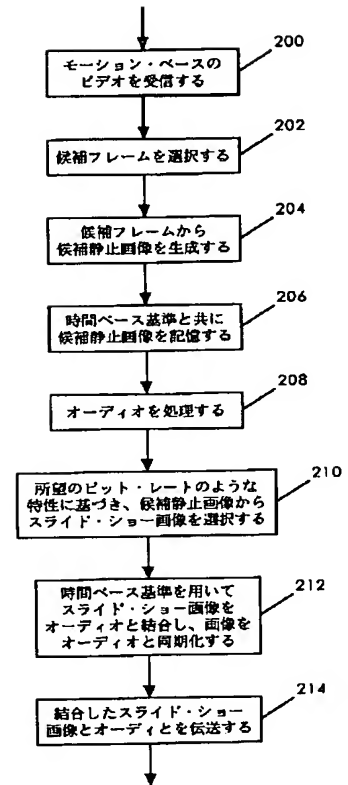 200
モーション・ベースの
ビデオを受信する
202
候補フレームを選択する
204
候補フレームから
候補静止画像を生成する
206
時間ベース基準と共に
候補静止画像を記憶する
208
オーディオを処理する
210
所望のビット・レートのような
特性に基づき、候補静止画像から
スライド・ショー画像を選択する
212
時間ベース基準を用いて
スライド・ショー画像を
オーディオと結合し、画像を
オーディオと同期化する
214
結合したスライド・ショー
画像とオーディとを伝送する